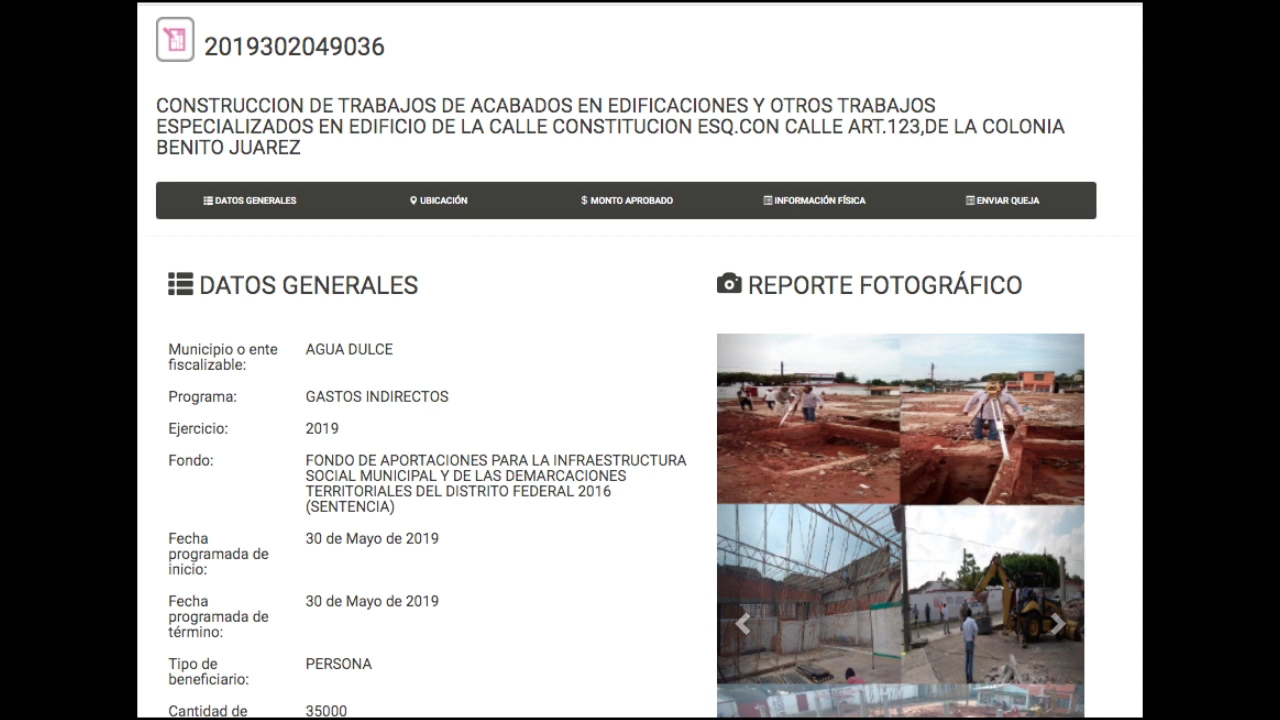 2019302049036
CONSTRUCCION DE TRABAJOS DE ACABADOS EN EDIFICACIONES Y OTROS TRABAJOS
ESPECIALIZADOS EN EDIFICIO DE LA CALLE CONSTITUCION ESQ.CON CALLE ART.123,DE LA COLONIA
BENITO JUAREZ
DATOS GENERALES
UBICACIÓN
$ MONTO APROBADO
INFORMACIÓN FÍSICA
ENVIAR QUEJA
DATOS GENERALES
Municipio o ente AGUA DULCE
fiscalizable:
Programa: GASTOS INDIRECTOS
Ejercicio: 2019
Fondo: FONDO DE APORTACIONES PARA LA INFRAESTRUCTURA
SOCIAL MUNICIPAL Y DE LAS DEMARCACIONES
TERRITORIALES DEL DISTRITO FEDERAL 2016
(SENTENCIA)
Fecha 30 de Mayo de 2019
programada de
inicio:
Fecha 30 de Mayo de 2019
programada de
término:
Tipo de PERSONA
beneficiario:
Cantidad de 35000
REPORTE FOTOGRÁFICO